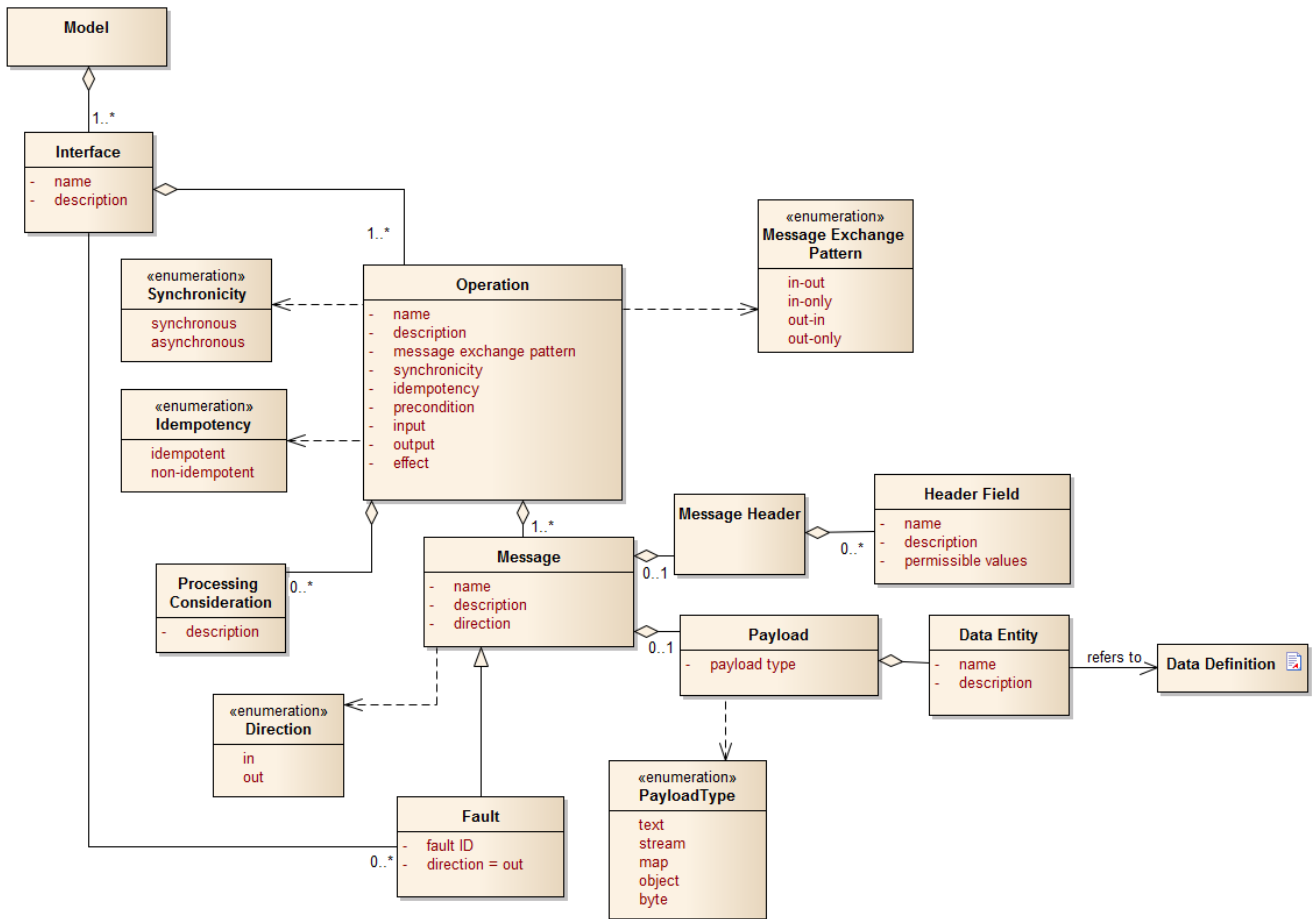 Model
1..*
Interface
- name
- description
1..*
«enumeration»
Message Exchange
Pattern
in-out
in-only
out-in
out-only
«enumeration»
Synchronicity
synchronous
asynchronous
Operation
- name
- description
- message exchange pattern
- synchronicity
- idempotency
- precondition
- input
- output
- effect
«enumeration»
Idempotency
idempotent
non-idempotent
1..*
0..*
Processing
Consideration
- description
Message
- name
- description
- direction
0..1
Message Header
0..*
Header Field
- name
- description
- permissible values
0..1
Payload
- payload type
Data Entity
- name
- description
refers to
Data Definition
«enumeration»
Direction
in
out
«enumeration»
PayloadType
text
stream
map
object
byte
0..*
Fault
- fault ID
- direction = out